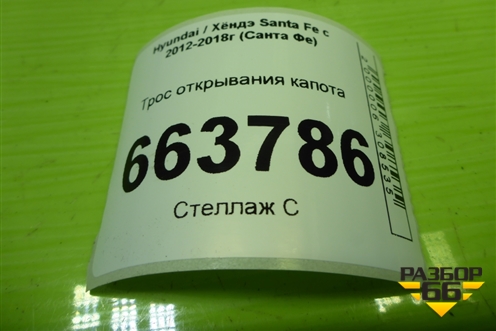 Hyundai / Хёндэ Santa Fe с
2012-2018г (Санта Фе)
Трос открывания капота
663786
Стеллаж С
РАЗБОР
66